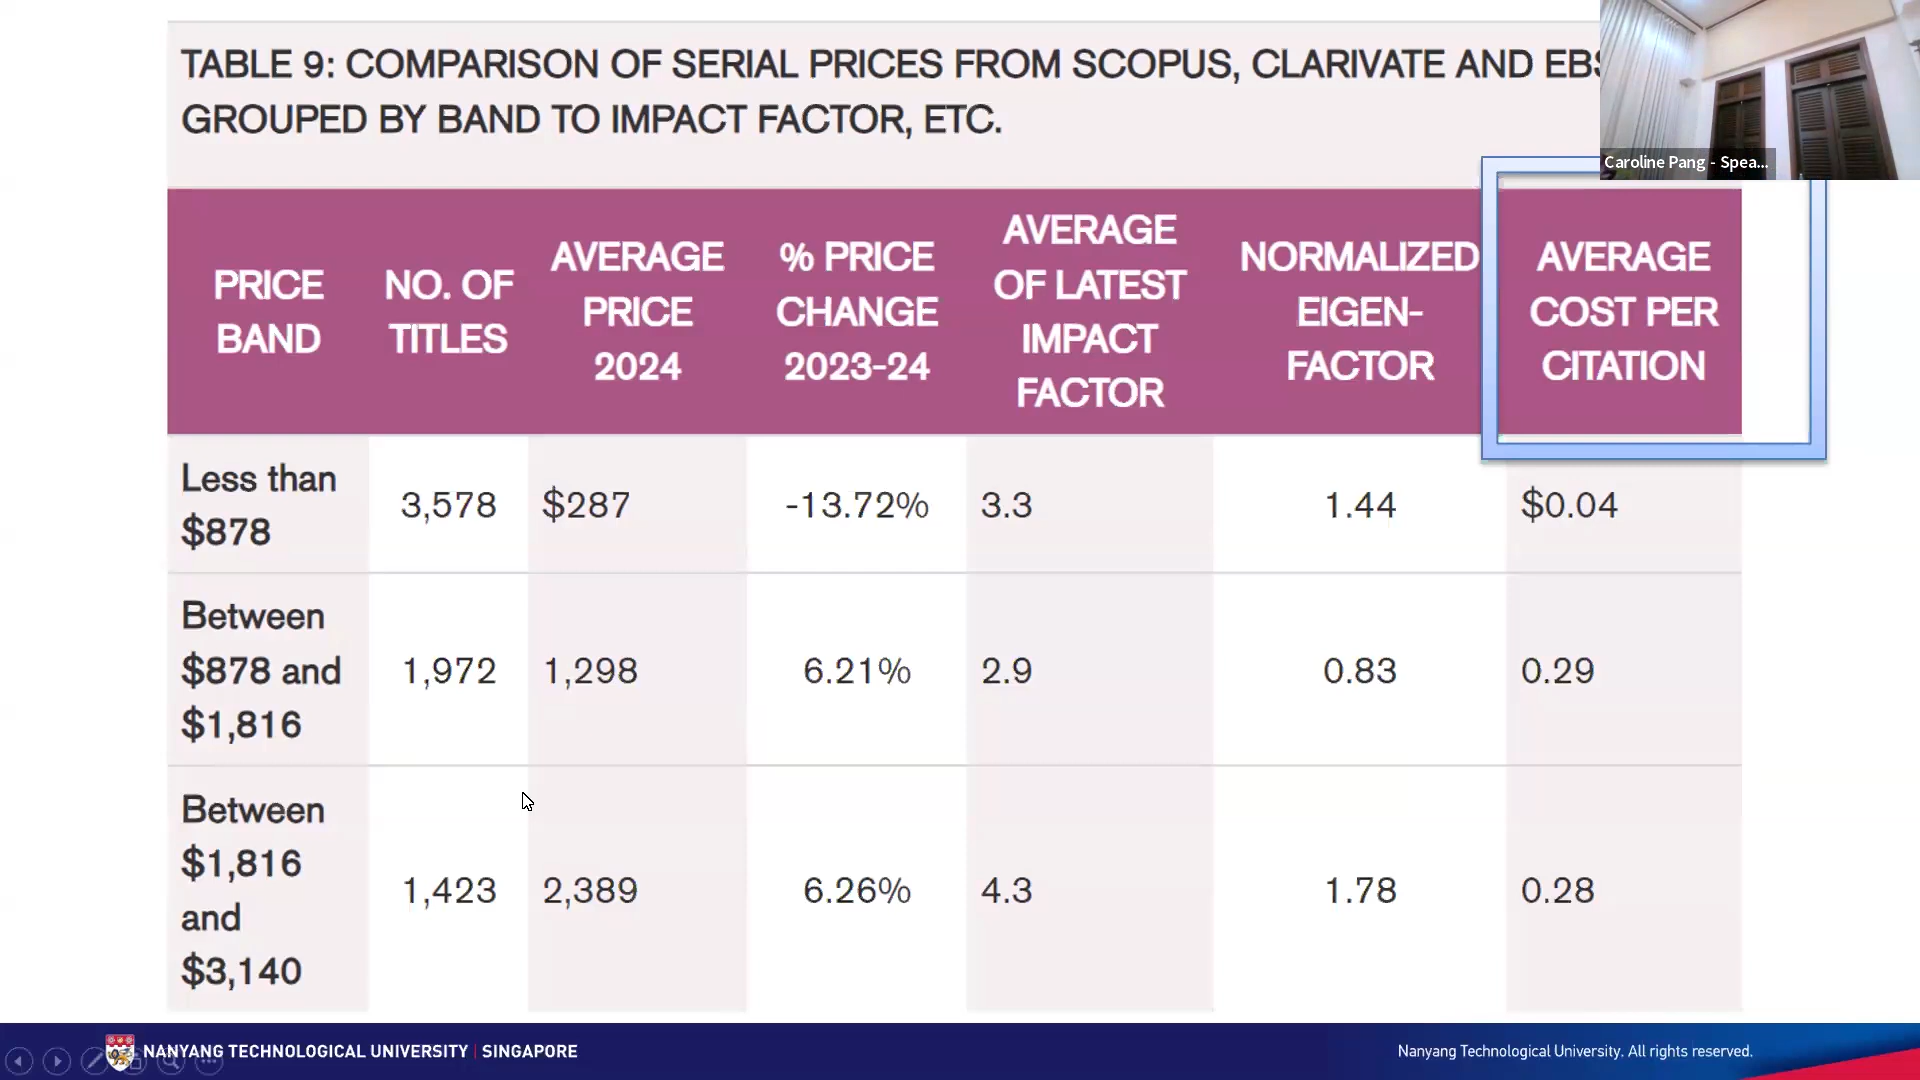 TABLE 9: COMPARISON OF SERIAL PRICES FROM SCOPUS, CLARIVATE AND
GROUPED BY BAND TO IMPACT FACTOR, ETC.
Caroline Pang - Spea...
PRICE BAND
NO. OF TITLES
AVERAGE PRICE 2024
% PRICE CHANGE 2023-24
AVERAGE OF LATEST IMPACT FACTOR
NORMALIZED EIGEN-FACTOR
AVERAGE COST PER CITATION
Less than $878
3,578
$287
-13.72%
3.3
1.44
$0.04
Between $878 and $1,816
1,972
1,298
6.21%
2.9
0.83
0.29
Between $1,816 and $3,140
1,423
2,389
6.26%
4.3
1.78
0.28
NANYANG TECHNOLOGICAL UNIVERSITY | SINGAPORE
Nanyang Technological University. All rights reserved.